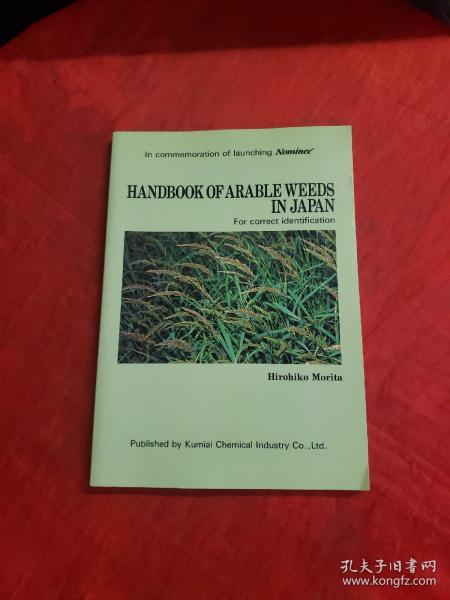 In commemoration of launching Nominee®
HANDBOOK OF ARABLE WEEDS
IN JAPAN
For correct identification
Hirohiko Morita
Published by Kumiai Chemical Industry Co.,Ltd.
孔夫子旧书网
www.kongfz.com